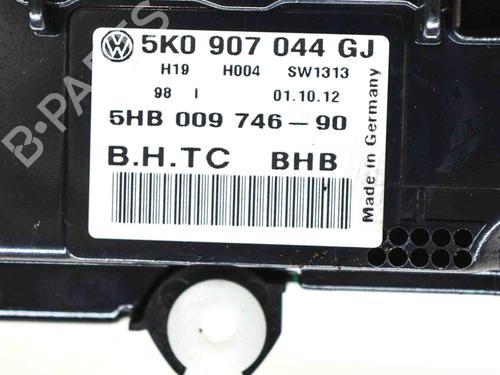 5K0 907 044 GJ
H19 H004 SW1313
98 I 01.10.12
5HB 009 746-90
B.H.TC BHB
Made in Germany